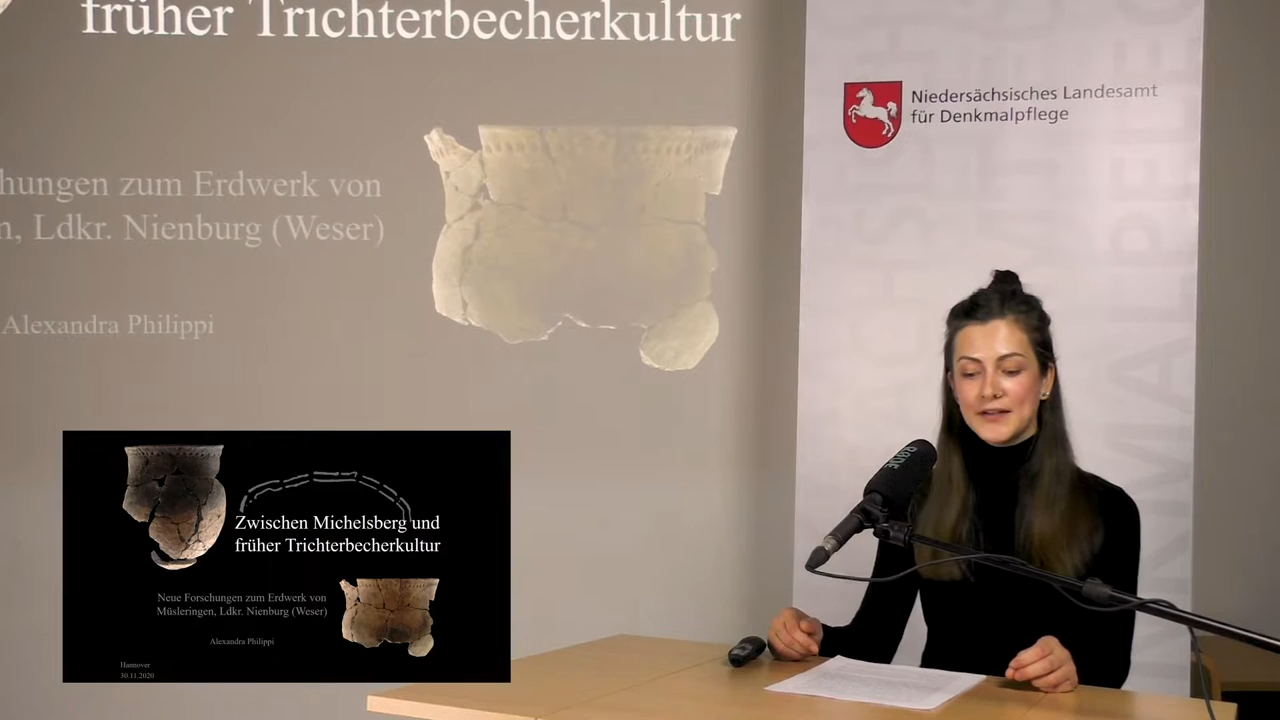 früher Trichterbecherkultur
hungen zum Erdwerk von
n, Ldkr. Nienburg (Weser)
Alexandra Philippi
Niedersächsisches Landesamt
für Denkmalpflege
RØDE
Zwischen Michelsberg und
früher Trichterbecherkultur
Neue Forschungen zum Erdwerk von
Müsleringen, Ldkr. Nienburg (Weser)
Alexandra Philippi
Hannover
30.11.2020